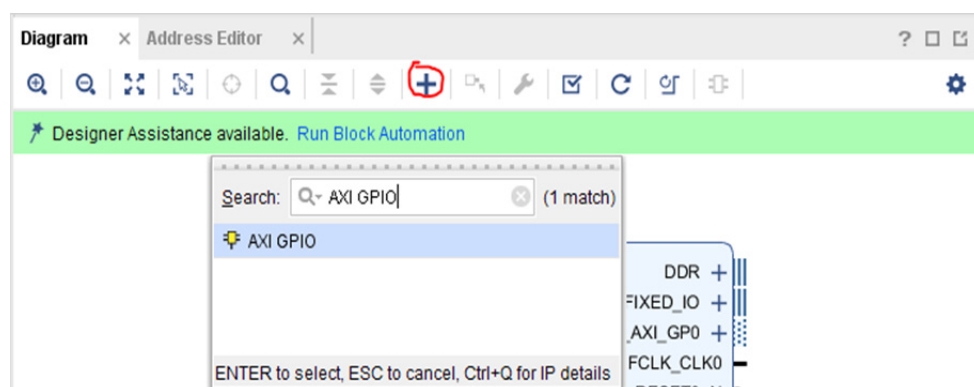 Diagram × Address Editor ×
Designer Assistance available. Run Block Automation
Search: AXI GPIO (1 match)
AXI GPIO
DDR
FIXED_IO
_AXI_GP0
FCLK_CLK0
ENTER to select, ESC to cancel, Ctrl+Q for IP details